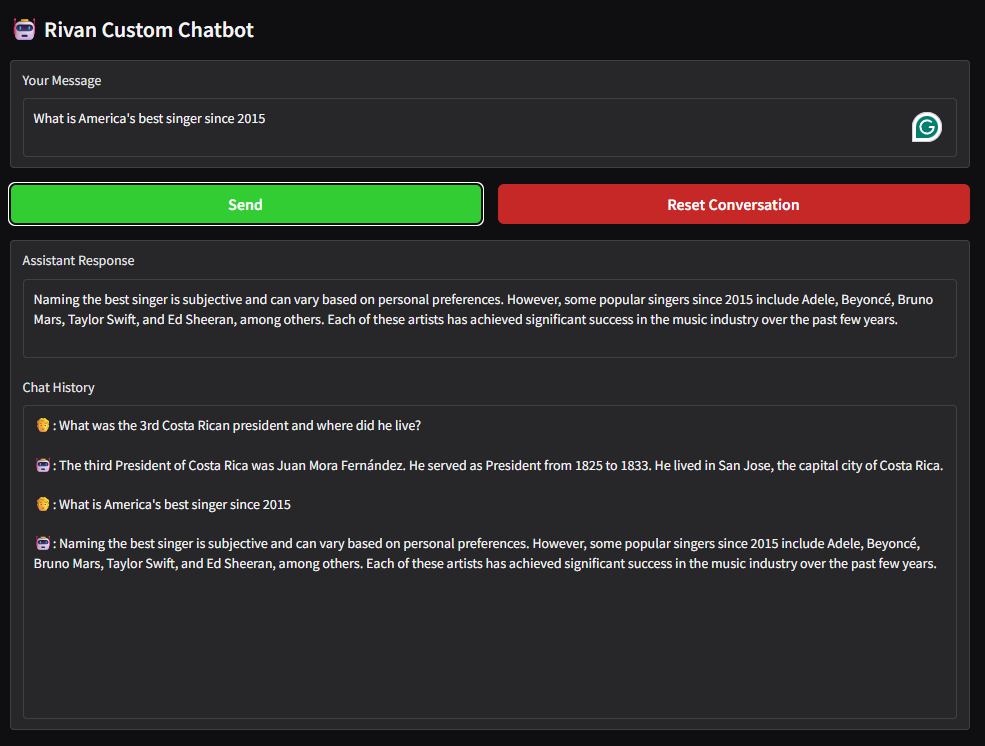 Rivan Custom Chatbot
Your Message
What is America's best singer since 2015
Send
Reset Conversation
Assistant Response
Naming the best singer is subjective and can vary based on personal preferences. However, some popular singers since 2015 include Adele, Beyoncé, Bruno
Mars, Taylor Swift, and Ed Sheeran, among others. Each of these artists has achieved significant success in the music industry over the past few years.
Chat History
: What was the 3rd Costa Rican president and where did he live?
: The third President of Costa Rica was Juan Mora Fernández. He served as President from 1825 to 1833. He lived in San Jose, the capital city of Costa Rica.
: What is America's best singer since 2015
: Naming the best singer is subjective and can vary based on personal preferences. However, some popular singers since 2015 include Adele, Beyoncé,
Bruno Mars, Taylor Swift, and Ed Sheeran, among others. Each of these artists has achieved significant success in the music industry over the past few years.